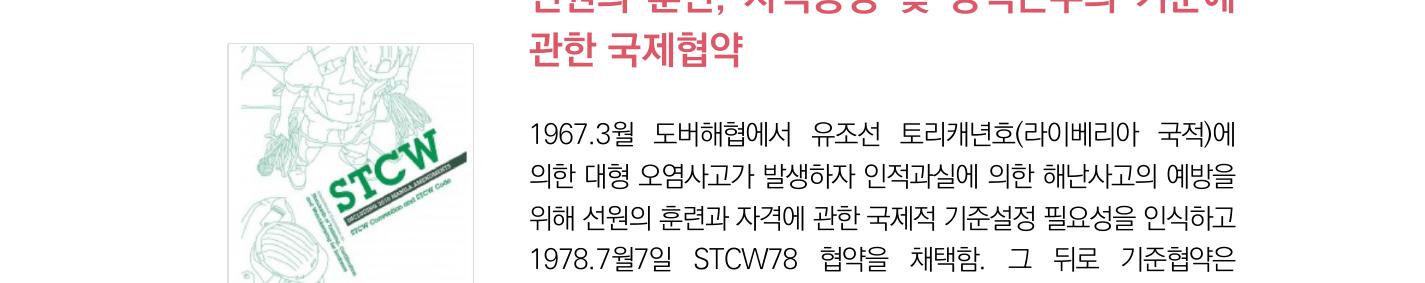 관한 국제협약
1967.3월 도버해협에서 유조선 토리캐년호(라이베리아 국적)에
의한 대형 오염사고가 발생하자 인적과실에 의한 해난사고의 예방을
위해 선원의 훈련과 자격에 관한 국제적 기준설정 필요성을 인식하고
1978.7월7일 STCW78 협약을 채택함. 그 뒤로 기준협약은
STCW
INCLUDING 2010 MANILA AMENDMENTS
STCW Convention and STCW Code